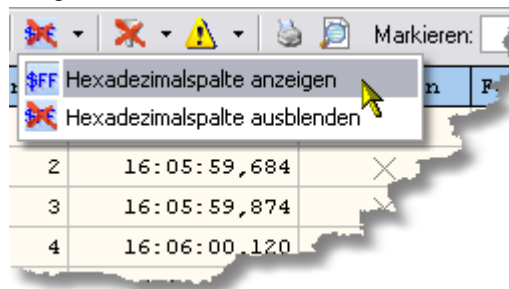 Markieren:
$FF Hexadezimalspalte anzeigen
Hexadezimalspalte ausblenden
2 16:05:59,684
3 16:05:59,874
4 16:06:00,120